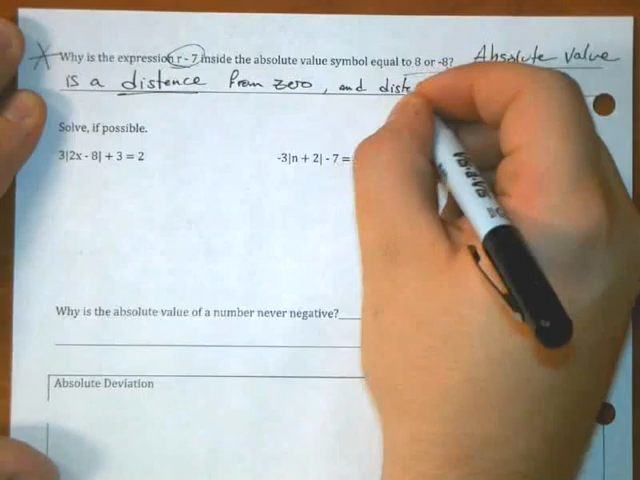 Why is the expression r - 7 inside the absolute value symbol equal to 8 or -8? Absolute Value
is a distence from zero, and diste
Solve, if possible.
3|2x - 8| + 3 = 2
-3|n + 2| - 7 =
Why is the absolute value of a number never negative?
Absolute Deviation